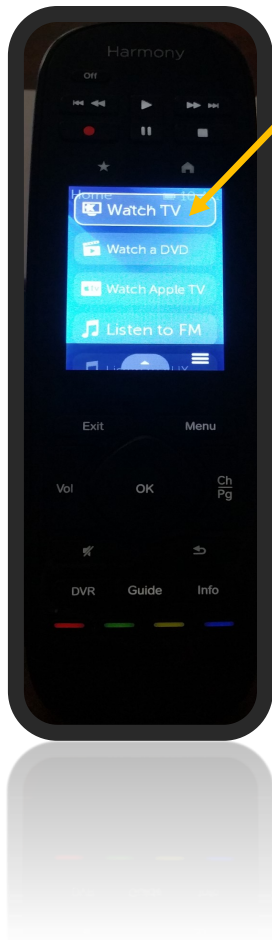 Harmony
Off
Home
Watch TV
Watch a DVD
tv Watch Apple TV
Listen to FM
Exit Menu
Vol OK Ch
Pg
DVR Guide Info